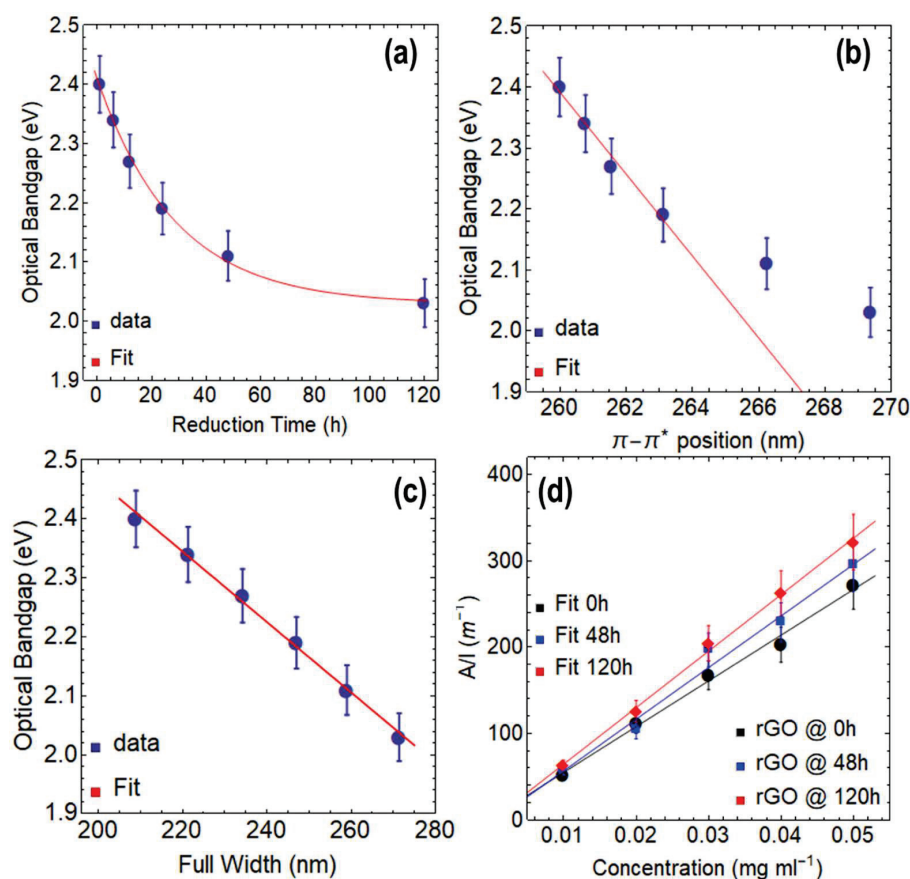 (a)
Optical Bandgap (eV)
2.5
2.4
2.3
2.2
2.1
2.0
1.9
data
Fit
0 20 40 60 80 100 120
Reduction Time (h)
(b)
Optical Bandgap (eV)
2.5
2.4
2.3
2.2
2.1
2.0
1.9
data
Fit
260 262 264 266 268 270
π−π* position (nm)
(c)
Optical Bandgap (eV)
2.5
2.4
2.3
2.2
2.1
2.0
1.9
data
Fit
200 220 240 260 280
Full Width (nm)
(d)
A/l (m⁻¹)
400
300
200
100
0
Fit 0h
Fit 48h
Fit 120h
rGO @ 0h
rGO @ 48h
rGO @ 120h
0.01 0.02 0.03 0.04 0.05
Concentration (mg ml⁻¹)